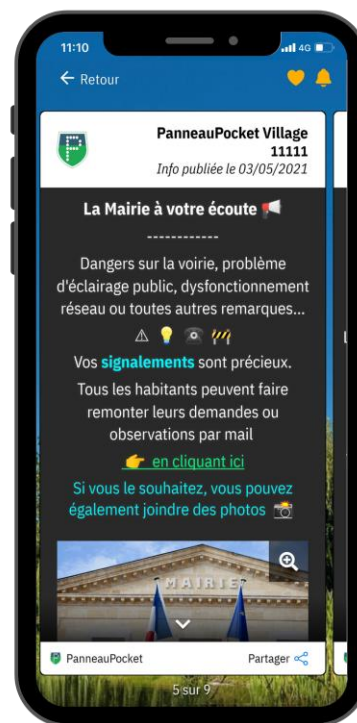 11:10
4G
← Retour
PanneauPocket Village
11111
Info publiée le 03/05/2021
La Mairie à votre écoute 📢
------------
Dangers sur la voirie, problème
d'éclairage public, dysfonctionnement
réseau ou toutes autres remarques...
⚠ 💡 ☎ 🚧
Vos signalements sont précieux.
Tous les habitants peuvent faire
remonter leurs demandes ou
observations par mail
👉 en cliquant ici
Si vous le souhaitez, vous pouvez
également joindre des photos 📸
MAIRIE
PanneauPocket
Partager
5 sur 9